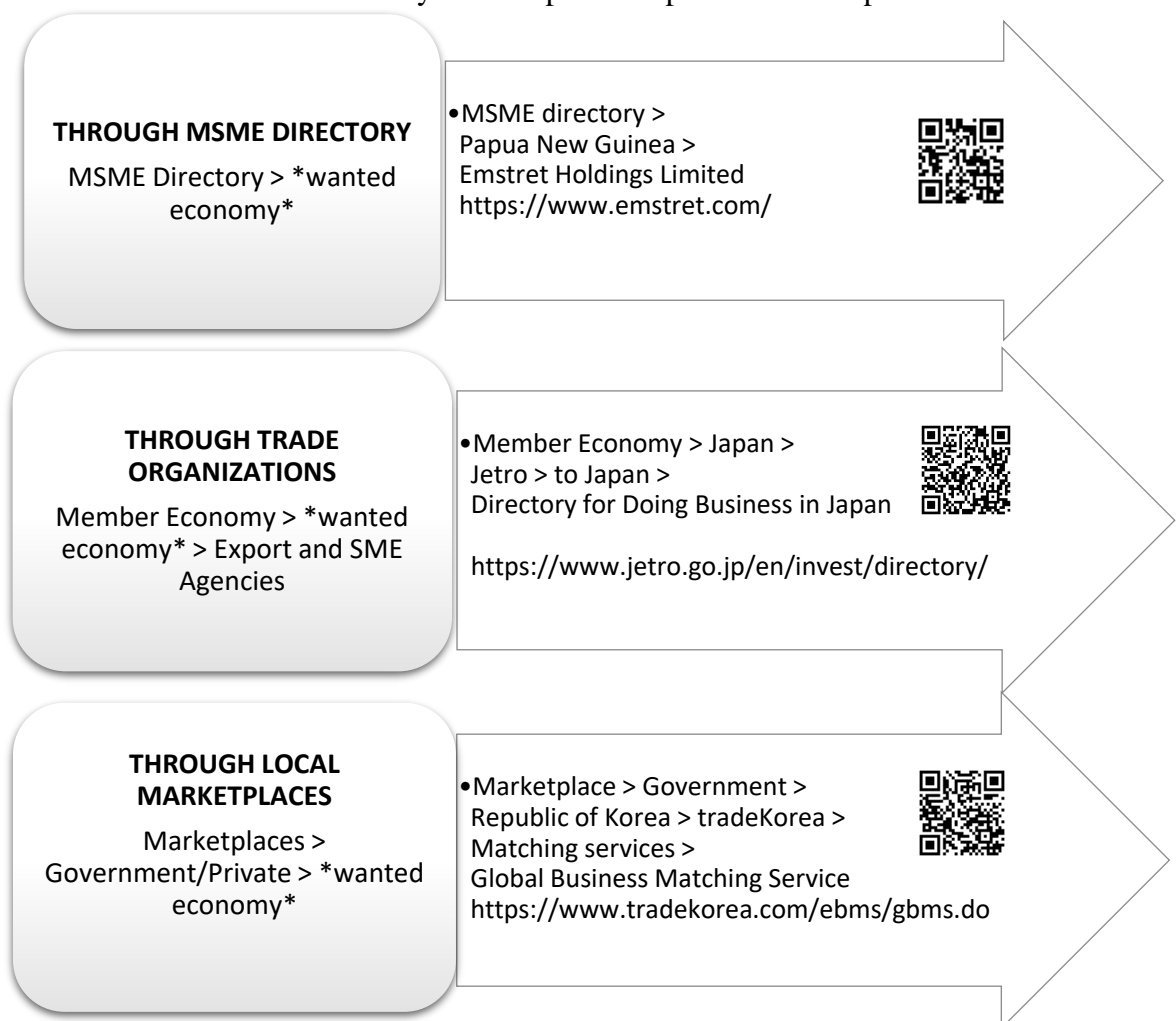 THROUGH MSME DIRECTORY
MSME Directory > *wanted
economy*
•MSME directory >
Papua New Guinea >
Emstret Holdings Limited
https://www.emstret.com/
THROUGH TRADE
ORGANIZATIONS
Member Economy > *wanted
economy* > Export and SME
Agencies
•Member Economy > Japan >
Jetro > to Japan >
Directory for Doing Business in Japan
https://www.jetro.go.jp/en/invest/directory/
THROUGH LOCAL
MARKETPLACES
Marketplaces >
Government/Private > *wanted
economy*
•Marketplace > Government >
Republic of Korea > tradeKorea >
Matching services >
Global Business Matching Service
https://www.tradekorea.com/ebms/gbms.do